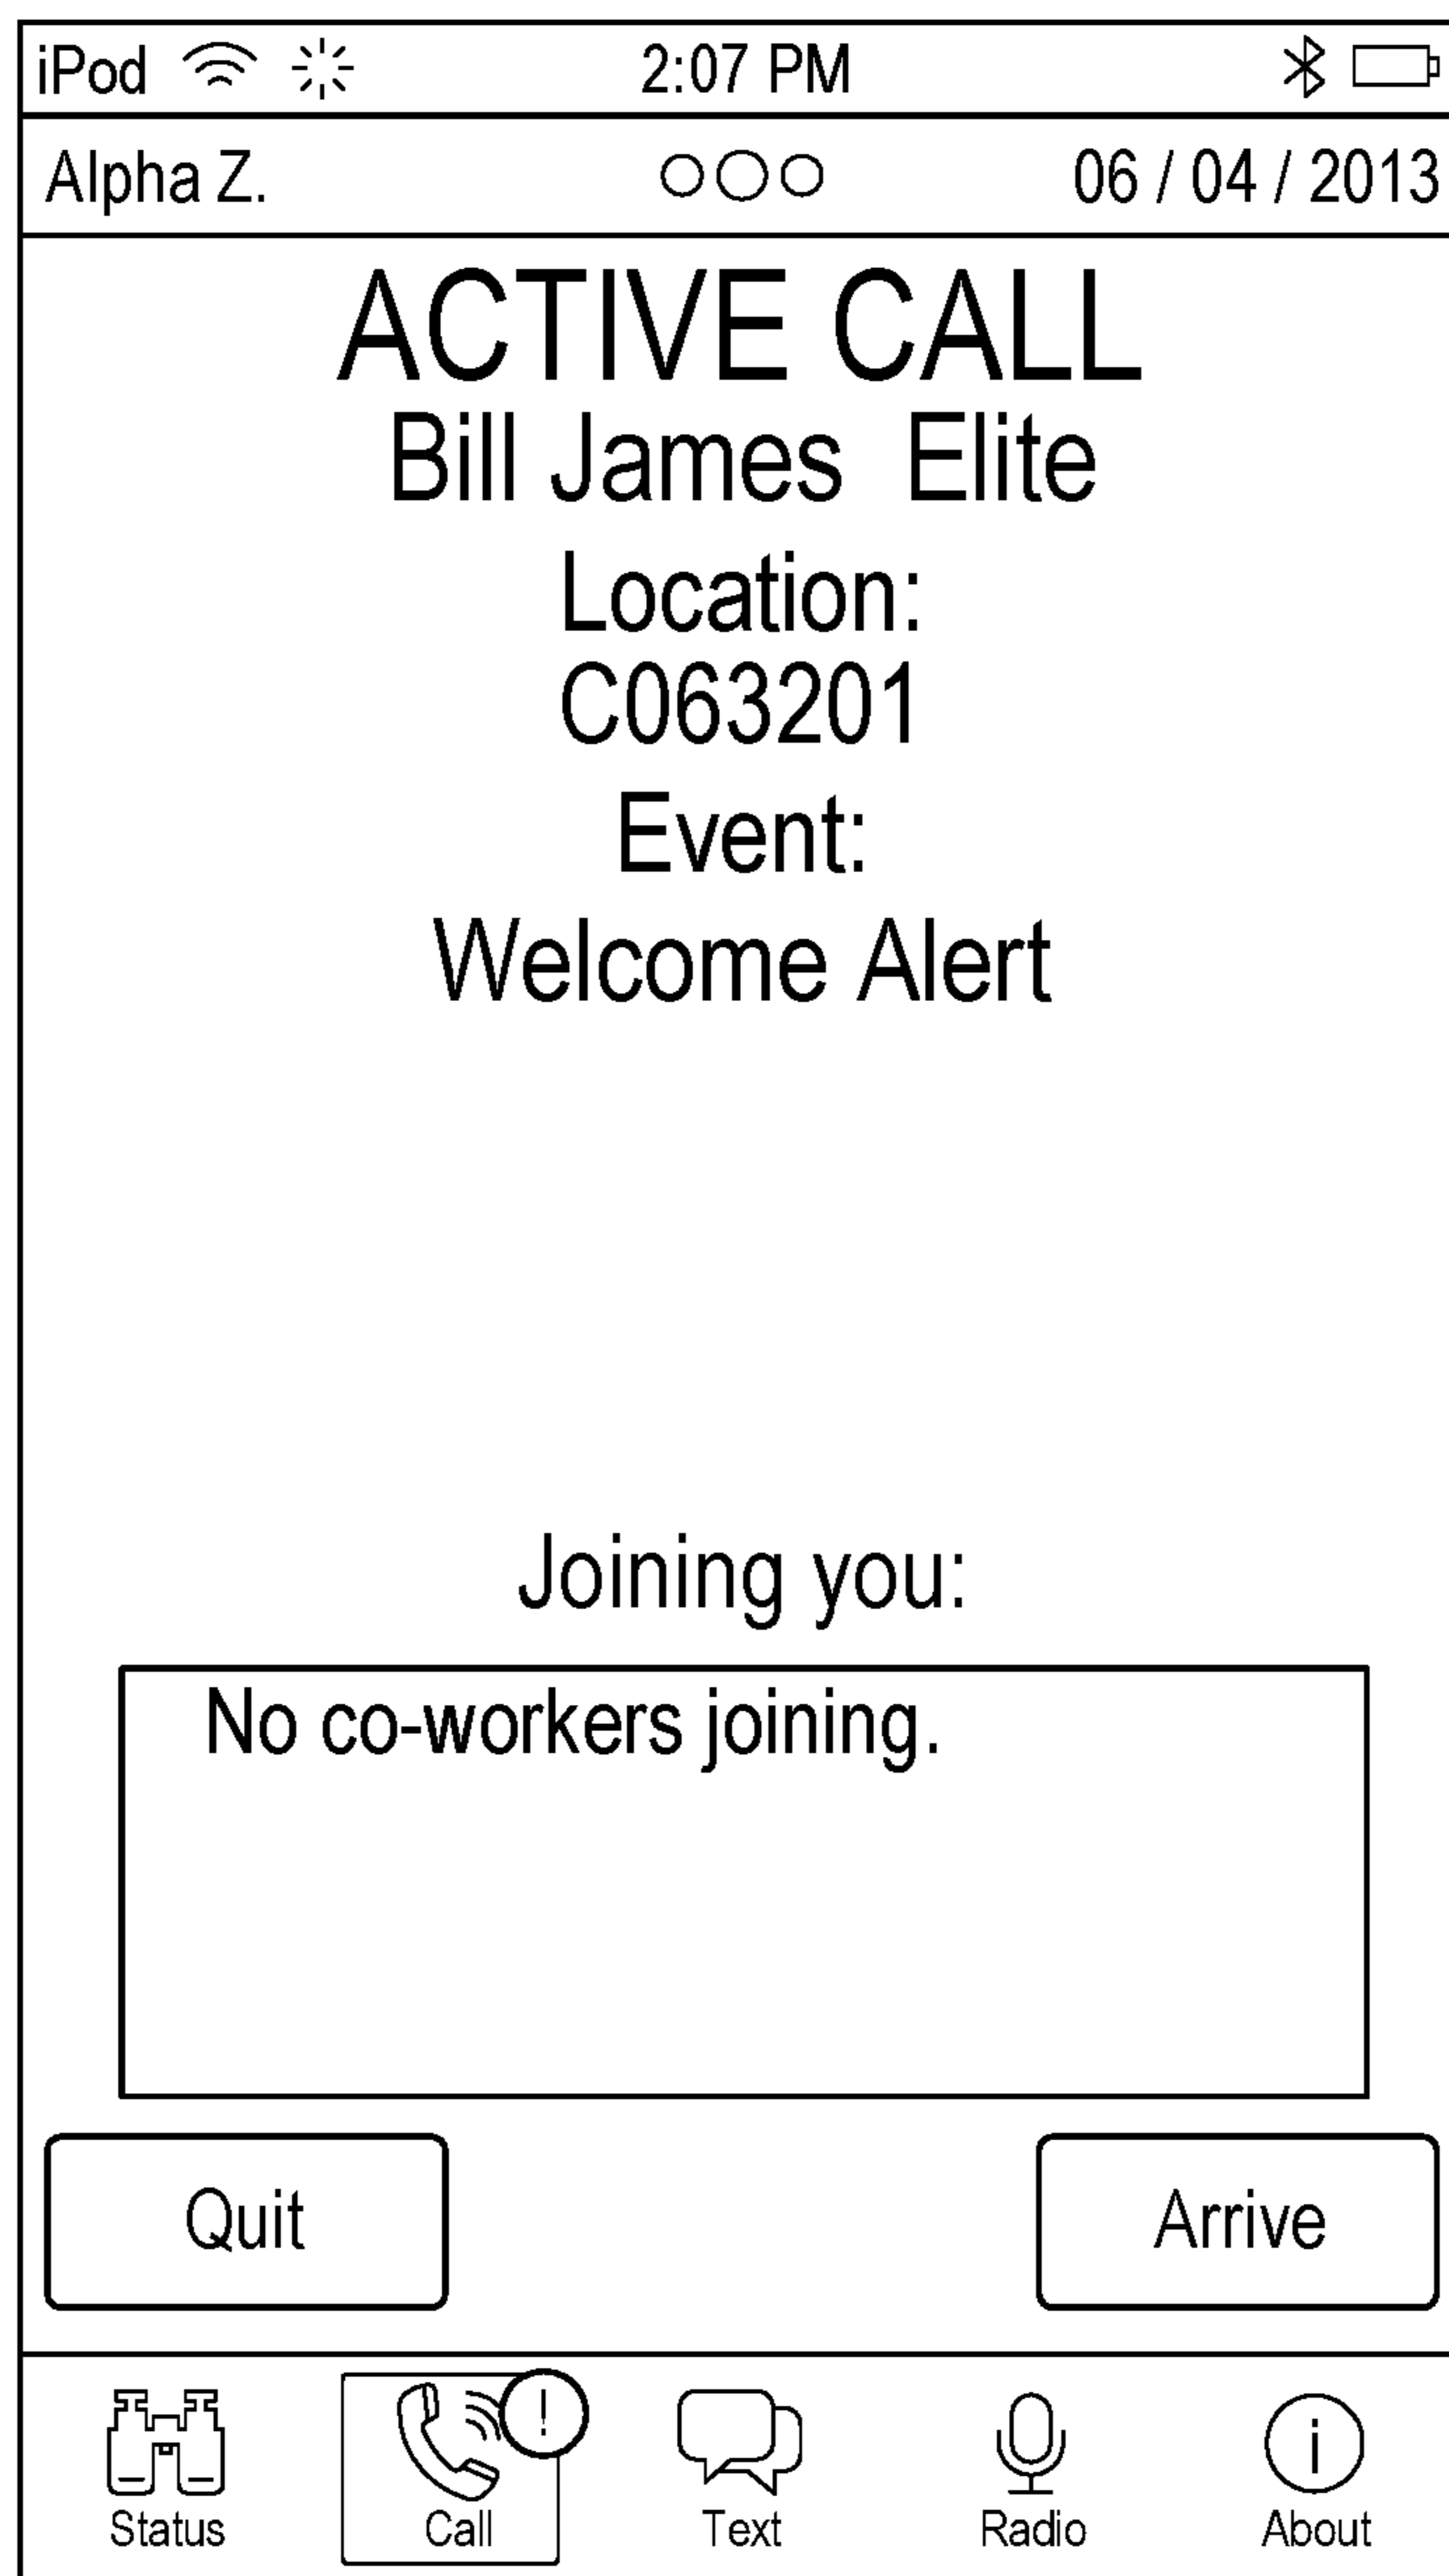 iPod 2:07 PM
Alpha Z. 06 / 04 / 2013
ACTIVE CALL
Bill James Elite
Location:
C063201
Event:
Welcome Alert
Joining you:
No co-workers joining.
Quit Arrive
!
i
Status Call Text Radio About